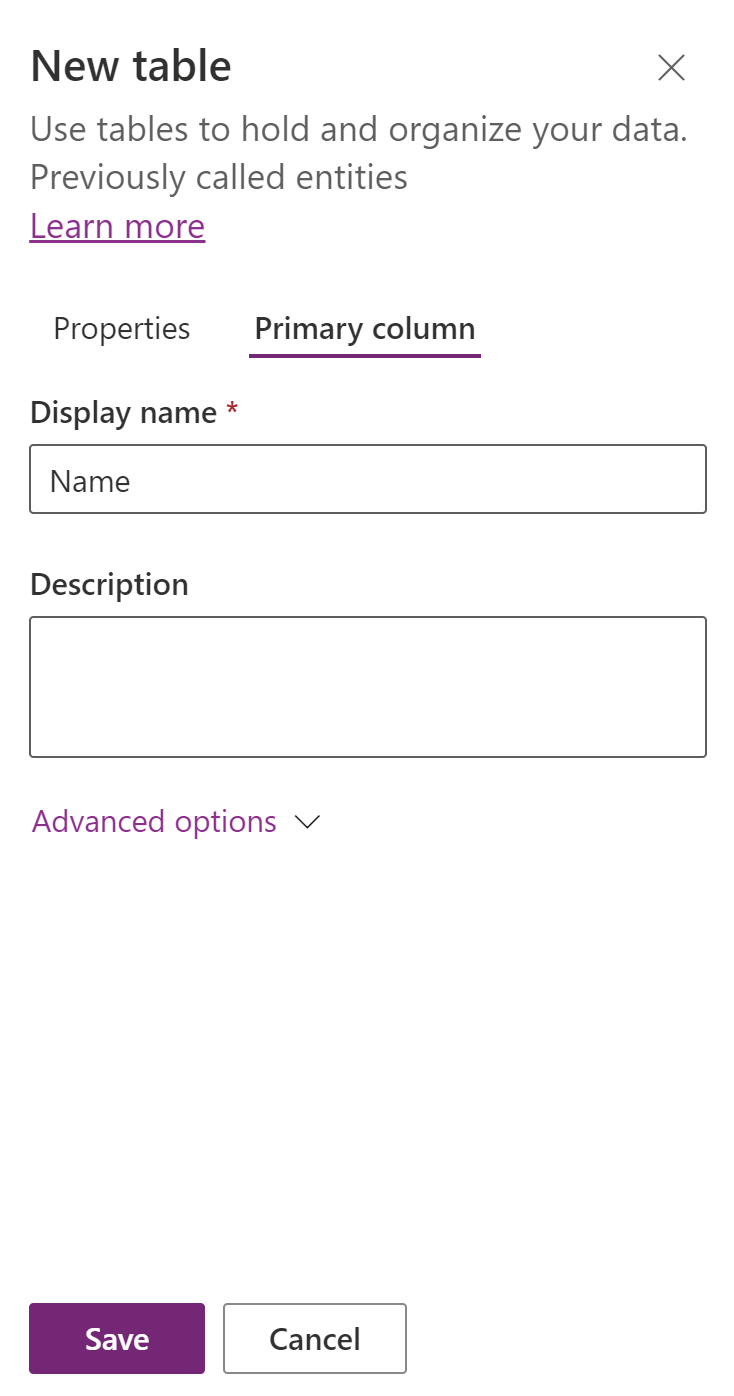 New table
Use tables to hold and organize your data.
Previously called entities
Learn more
Properties
Primary column
Display name *
Name
Description
Advanced options
Save
Cancel